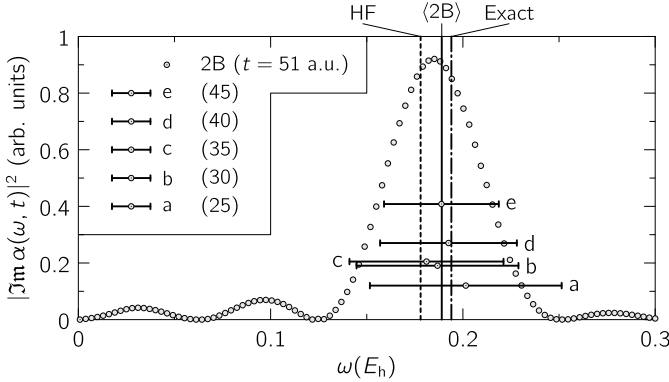 HF ⟨2B⟩ Exact
1
0.8
0.6
0.4
0.2
0
|ℑ𝔪 α(ω, t)|² (arb. units)
2B (t = 51 a.u.)
e (45)
d (40)
c (35)
b (30)
a (25)
e
d
c
b
a
0 0.1 0.2 0.3
ω(Eₕ)